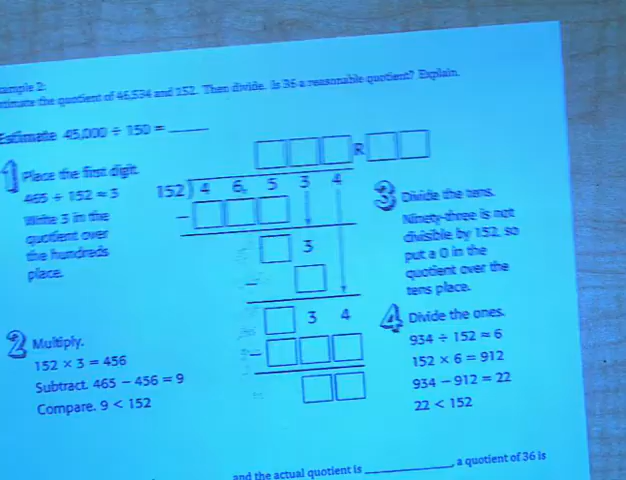 ample 2:
timate the quotient of 46,534 and 152. Then divide. Is 36 a reasonable quotient? Explain.
Estimate 45,000 ÷ 150 =
1 Place the first digit.
465 ÷ 152 ≈ 3
Write 3 in the
quotient over
the hundreds
place.
R
152) 4 6, 5 3 4
−
3
−
3 4
−
2 Multiply.
152 × 3 = 456
Subtract. 465 − 456 = 9
Compare. 9 < 152
3 Divide the tens.
Ninety-three is not
divisible by 152, so
put a 0 in the
quotient over the
tens place.
4 Divide the ones.
934 ÷ 152 ≈ 6
152 × 6 = 912
934 − 912 = 22
22 < 152
and the actual quotient is ________, a quotient of 36 is